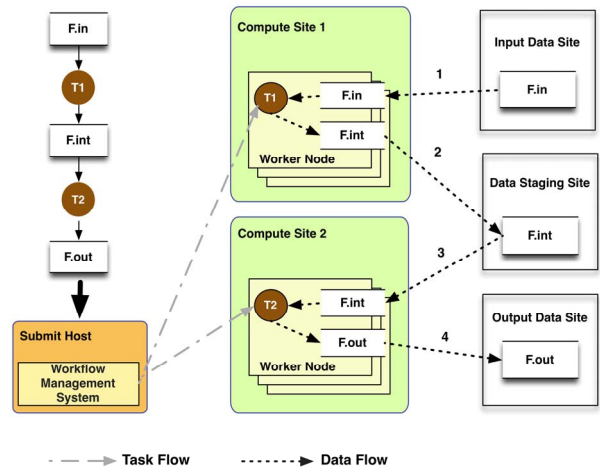 F.in
T1
F.int
T2
F.out
Submit Host
Workflow
Management
System
Compute Site 1
T1
F.in
F.int
Worker Node
Compute Site 2
T2
F.int
F.out
Worker Node
1
2
3
4
Input Data Site
F.in
Data Staging Site
F.int
Output Data Site
F.out
Task Flow
Data Flow